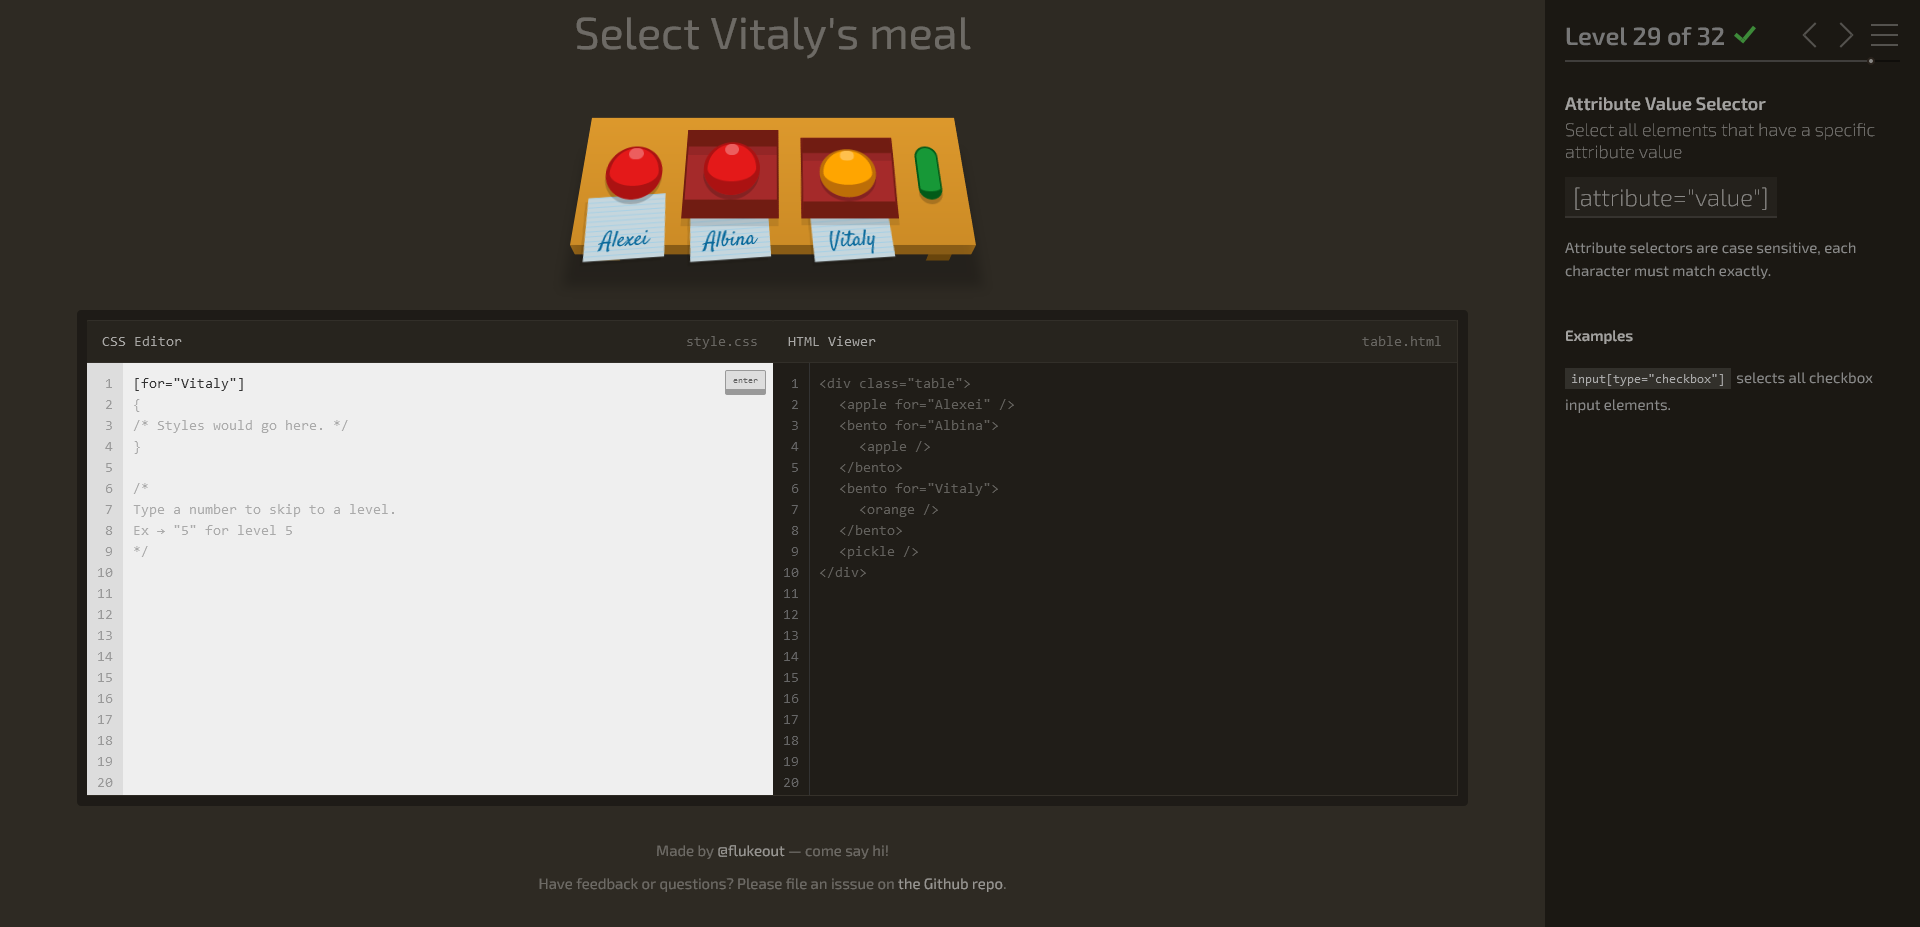 Select Vitaly's meal
Alexei
Albina
Vitaly
CSS Editor
style.css
1 [for="Vitaly"]
enter
2 {
3 /* Styles would go here. */
4 }
5
6 /*
7 Type a number to skip to a level.
8 Ex → "5" for level 5
9 */
10
11
12
13
14
15
16
17
18
19
20
HTML Viewer
table.html
1 <div class="table">
2 <apple for="Alexei" />
3 <bento for="Albina">
4 <apple />
5 </bento>
6 <bento for="Vitaly">
7 <orange />
8 </bento>
9 <pickle />
10 </div>
11
12
13
14
15
16
17
18
19
20
Made by @flukeout — come say hi!
Have feedback or questions? Please file an isssue on the Github repo.
Level 29 of 32
Attribute Value Selector
Select all elements that have a specific
attribute value
[attribute="value"]
Attribute selectors are case sensitive, each
character must match exactly.
Examples
input[type="checkbox"] selects all checkbox
input elements.